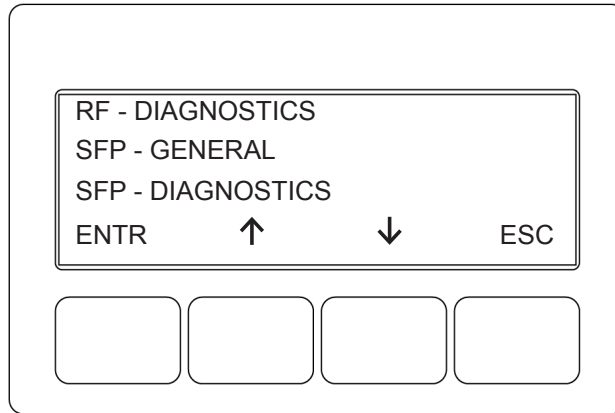 RF - DIAGNOSTICS
SFP - GENERAL
SFP - DIAGNOSTICS
ENTR ↑ ↓ ESC